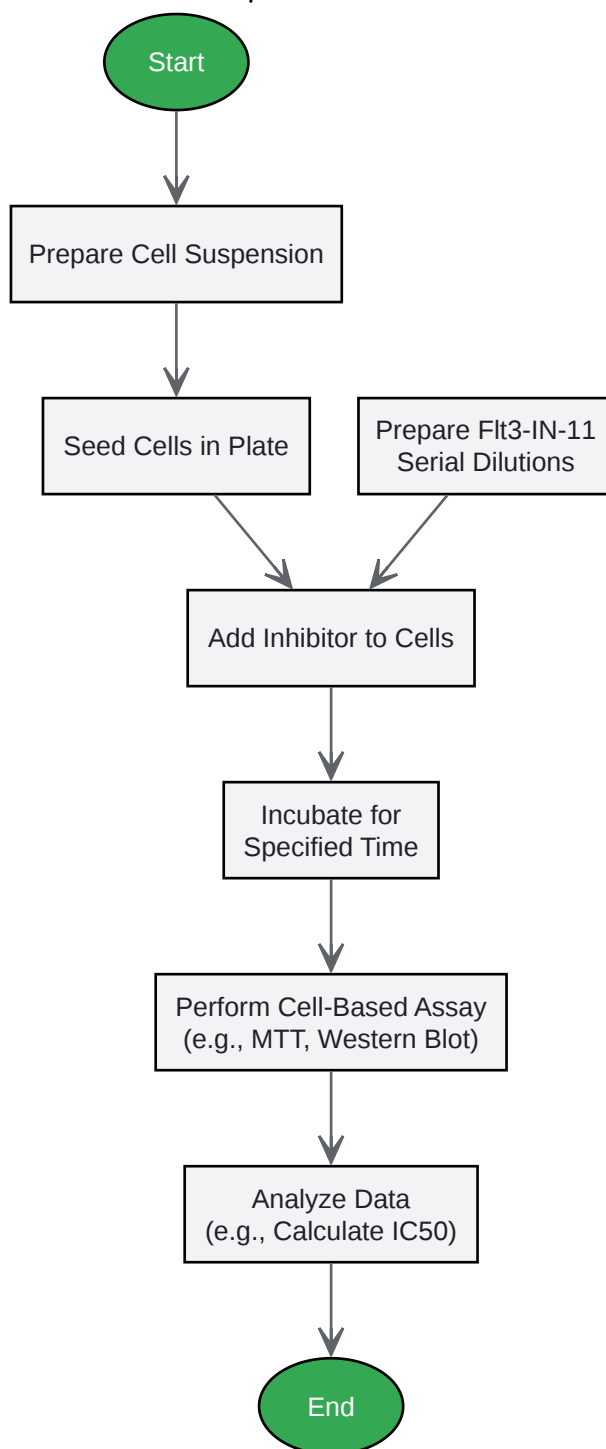 Start
Prepare Cell Suspension
Seed Cells in Plate
Prepare Flt3-IN-11
Serial Dilutions
Add Inhibitor to Cells
Incubate for
Specified Time
Perform Cell-Based Assay
(e.g., MTT, Western Blot)
Analyze Data
(e.g., Calculate IC50)
End